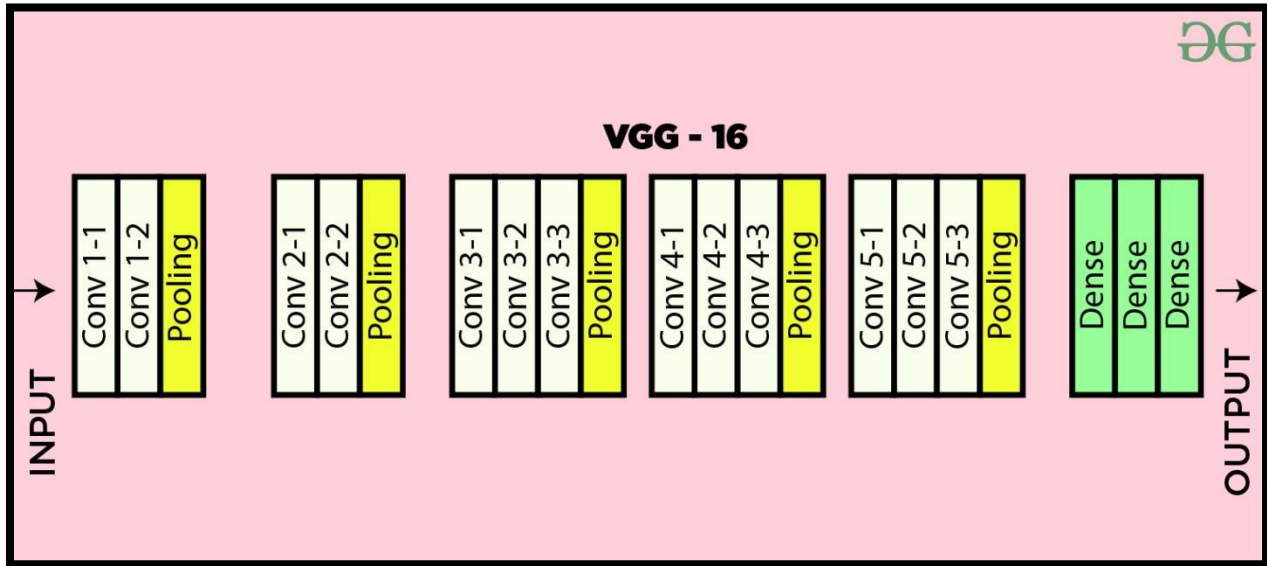 VGG - 16
INPUT
Conv 1-1
Conv 1-2
Pooling
Conv 2-1
Conv 2-2
Pooling
Conv 3-1
Conv 3-2
Conv 3-3
Pooling
Conv 4-1
Conv 4-2
Conv 4-3
Pooling
Conv 5-1
Conv 5-2
Conv 5-3
Pooling
Dense
Dense
Dense
OUTPUT